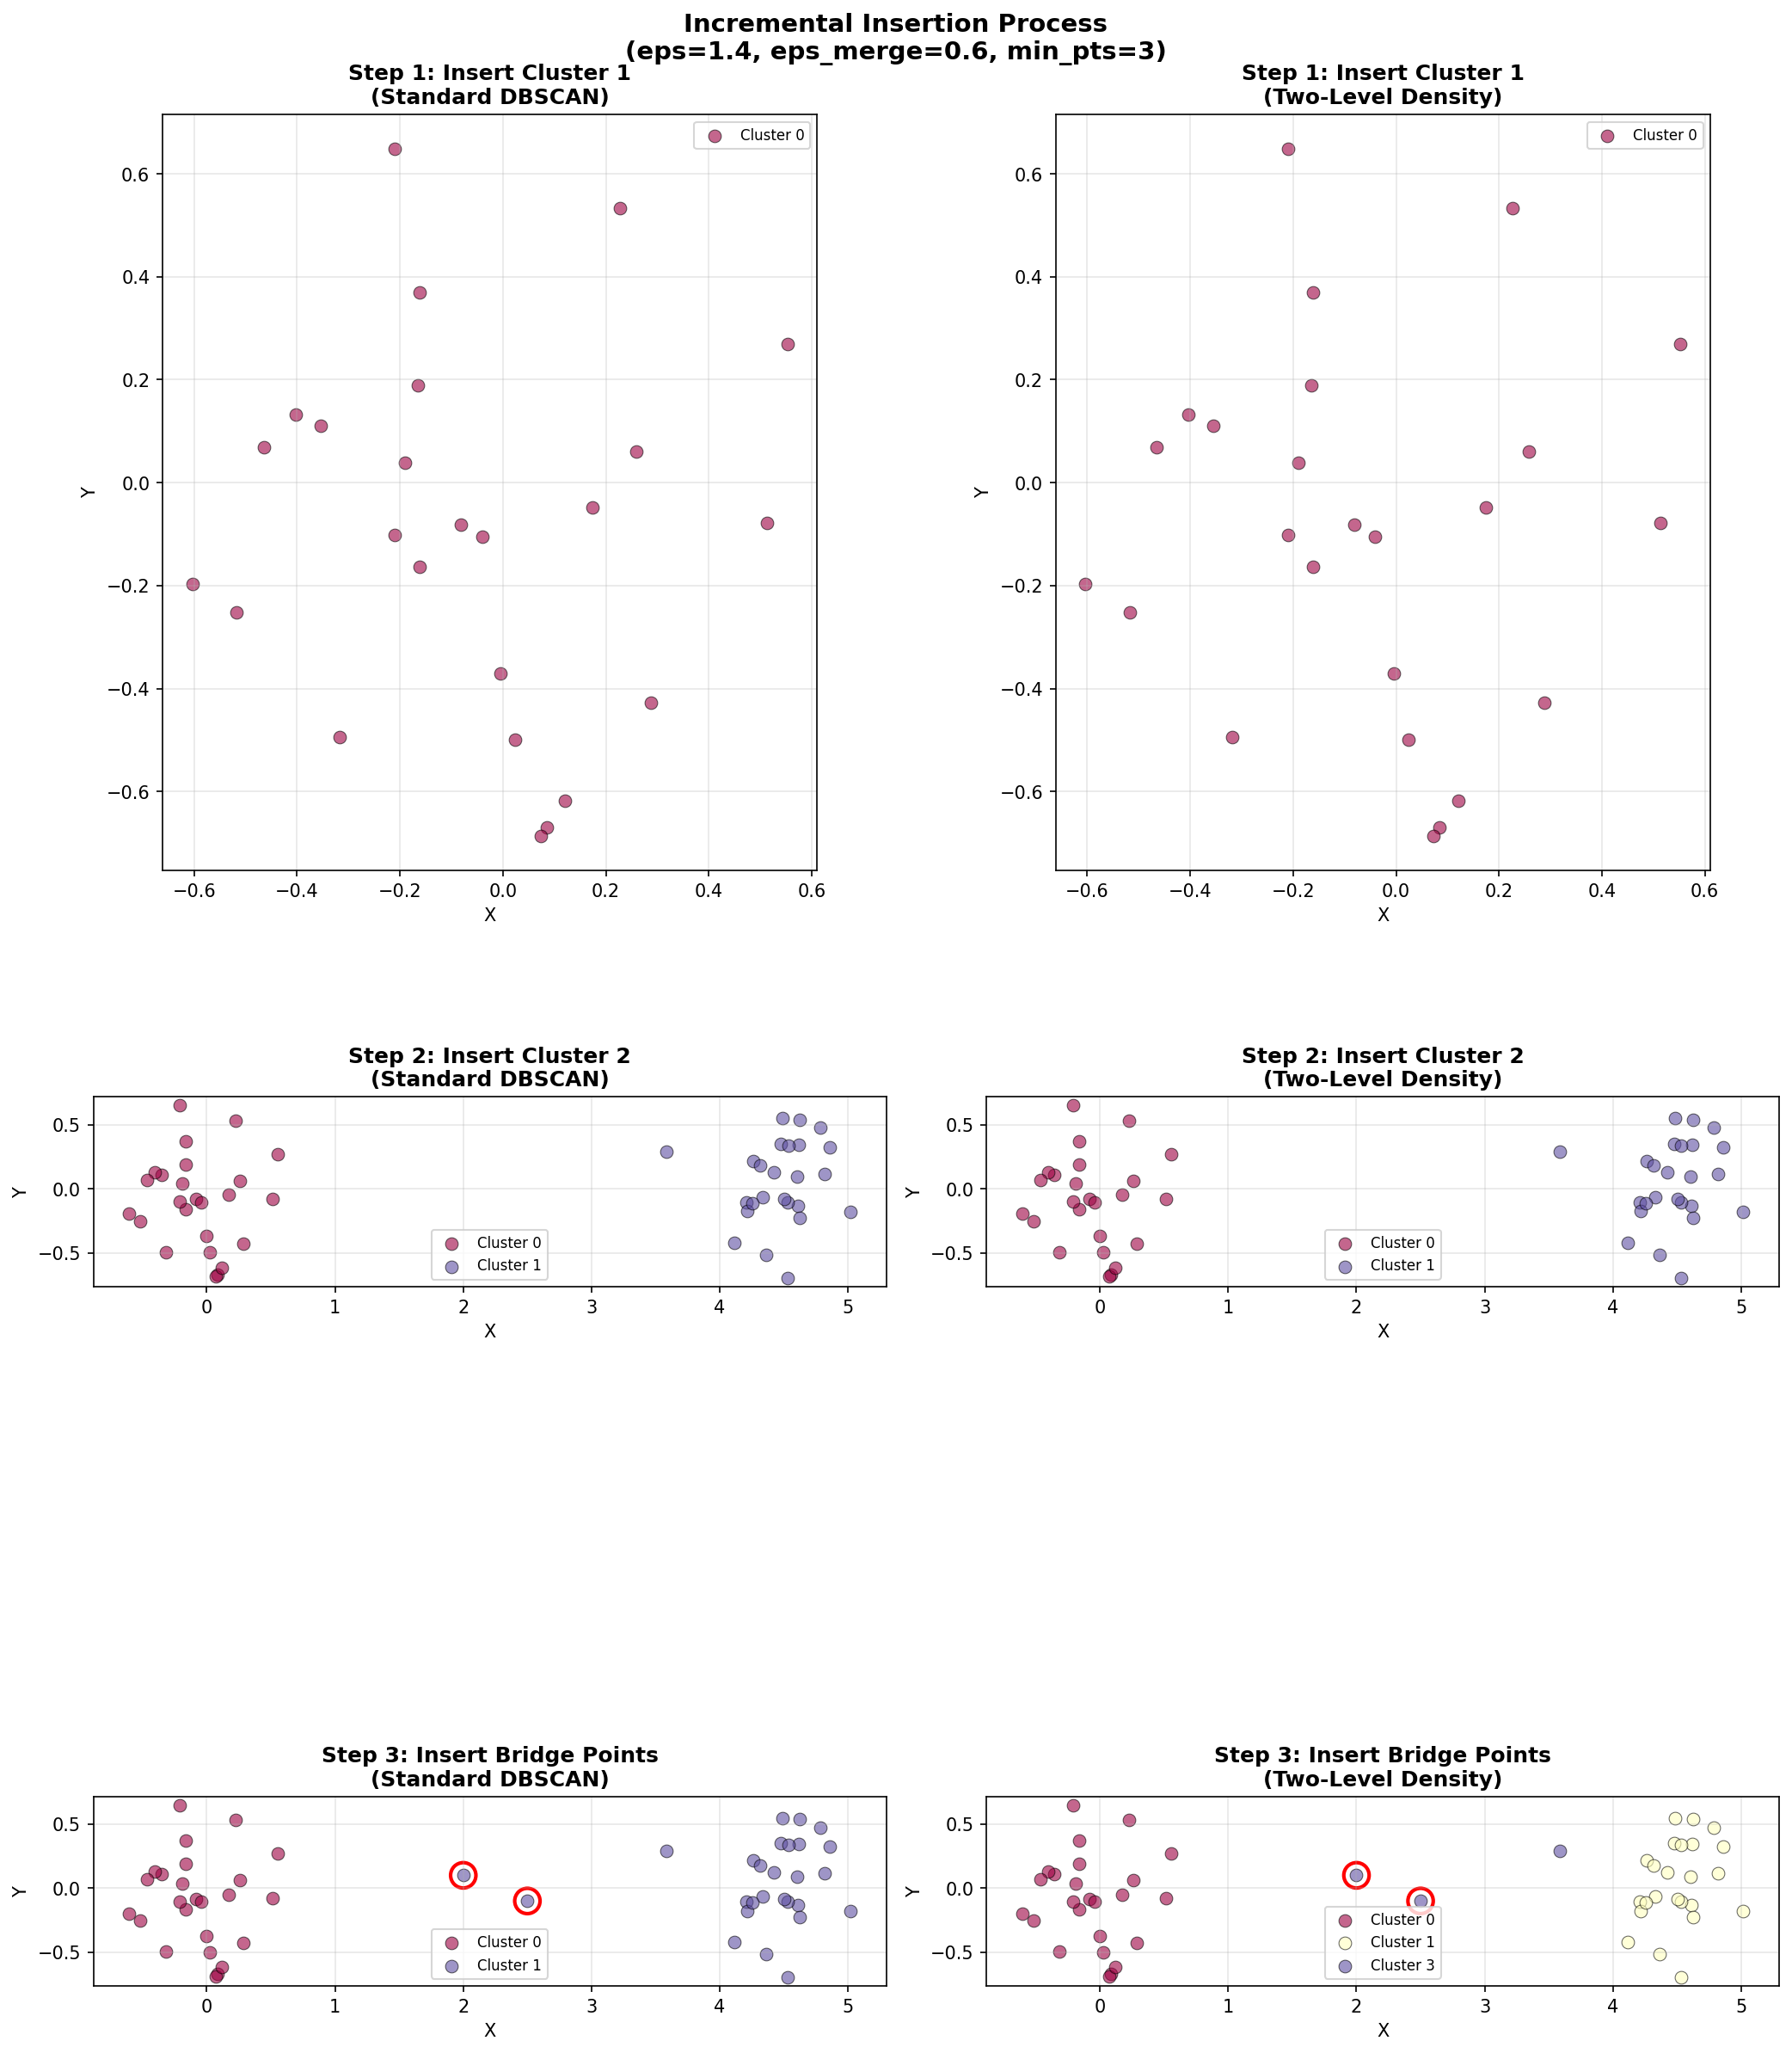 Incremental Insertion Process
(eps=1.4, eps_merge=0.6, min_pts=3)
Step 1: Insert Cluster 1
(Standard DBSCAN)
Cluster 0
0.6
0.4
0.2
0.0
−0.2
−0.4
−0.6
Y
−0.6 −0.4 −0.2 0.0 0.2 0.4 0.6
X
Step 1: Insert Cluster 1
(Two-Level Density)
Cluster 0
0.6
0.4
0.2
0.0
−0.2
−0.4
−0.6
Y
−0.6 −0.4 −0.2 0.0 0.2 0.4 0.6
X
Step 2: Insert Cluster 2
(Standard DBSCAN)
0.5
0.0
−0.5
Y
Cluster 0
Cluster 1
0 1 2 3 4 5
X
Step 2: Insert Cluster 2
(Two-Level Density)
0.5
0.0
−0.5
Y
Cluster 0
Cluster 1
0 1 2 3 4 5
X
Step 3: Insert Bridge Points
(Standard DBSCAN)
0.5
0.0
−0.5
Y
Cluster 0
Cluster 1
0 1 2 3 4 5
X
Step 3: Insert Bridge Points
(Two-Level Density)
0.5
0.0
−0.5
Y
Cluster 0
Cluster 1
Cluster 3
0 1 2 3 4 5
X